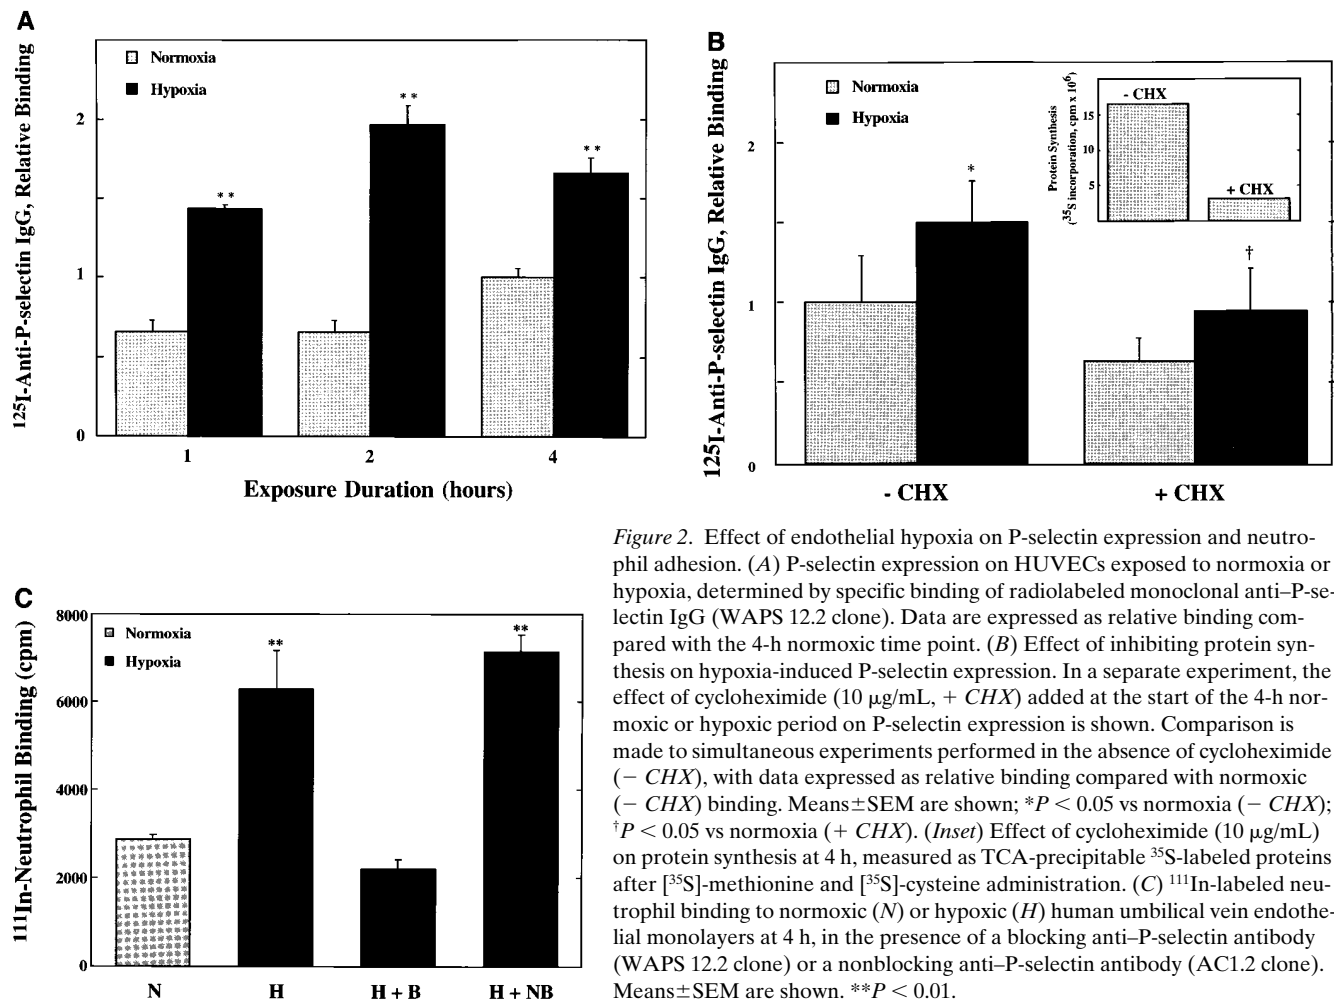 A
Normoxia
Hypoxia
125I-Anti-P-selectin IgG, Relative Binding
2
1
0
**
**
**
1 2 4
Exposure Duration (hours)
B
Normoxia
Hypoxia
125I-Anti-P-selectin IgG, Relative Binding
2
1
0
*
†
- CHX + CHX
Protein Synthesis
(35S incorporation, cpm x 10⁶)
15
10
5
- CHX
+ CHX
C
Normoxia
Hypoxia
111In-Neutrophil Binding (cpm)
8000
6000
4000
2000
0
**
**
N H H + B H + NB
Figure 2. Effect of endothelial hypoxia on P-selectin expression and neutro-
phil adhesion. (A) P-selectin expression on HUVECs exposed to normoxia or
hypoxia, determined by specific binding of radiolabeled monoclonal anti–P-se-
lectin IgG (WAPS 12.2 clone). Data are expressed as relative binding com-
pared with the 4-h normoxic time point. (B) Effect of inhibiting protein syn-
thesis on hypoxia-induced P-selectin expression. In a separate experiment, the
effect of cycloheximide (10 μg/mL, + CHX) added at the start of the 4-h nor-
moxic or hypoxic period on P-selectin expression is shown. Comparison is
made to simultaneous experiments performed in the absence of cycloheximide
(− CHX), with data expressed as relative binding compared with normoxic
(− CHX) binding. Means±SEM are shown; *P < 0.05 vs normoxia (− CHX);
†P < 0.05 vs normoxia (+ CHX). (Inset) Effect of cycloheximide (10 μg/mL)
on protein synthesis at 4 h, measured as TCA-precipitable ³⁵S-labeled proteins
after [³⁵S]-methionine and [³⁵S]-cysteine administration. (C) ¹¹¹In-labeled neu-
trophil binding to normoxic (N) or hypoxic (H) human umbilical vein endothe-
lial monolayers at 4 h, in the presence of a blocking anti–P-selectin antibody
(WAPS 12.2 clone) or a nonblocking anti–P-selectin antibody (AC1.2 clone).
Means±SEM are shown. **P < 0.01.